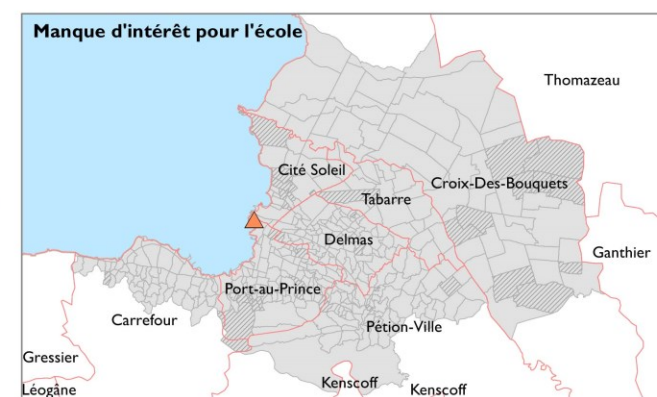 Manque d'intérêt pour l'école
Thomazeau
Cité Soleil
Croix-Des-Bouquets
Tabarre
Delmas
Ganthier
Port-au-Prince
Carrefour
Pétion-Ville
Gressier
Kenscoff
Kenscoff
Léogâne